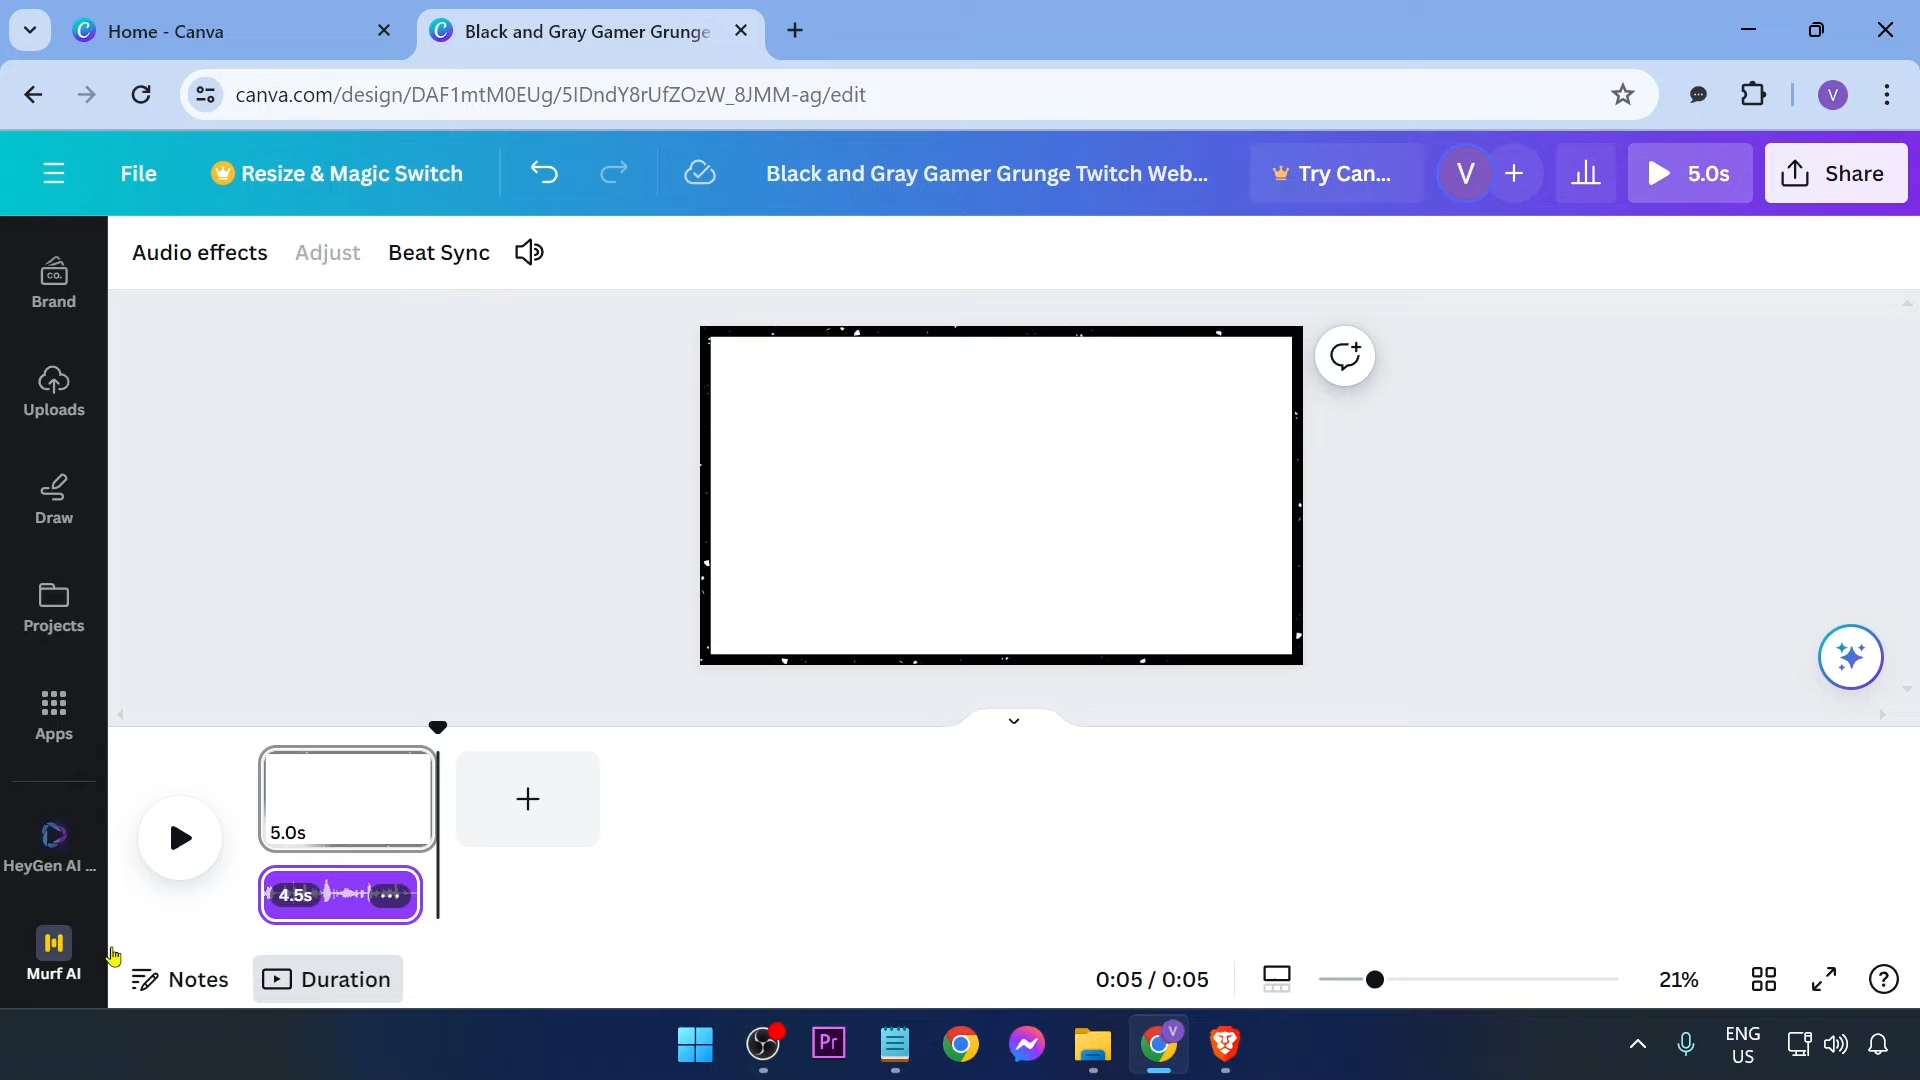 Home - Canva
Black and Gray Gamer Grunge
canva.com/design/DAF1mtM0EUg/5IDndY8rUfZOzW_8JMM-ag/edit
V
File
Resize & Magic Switch
Black and Gray Gamer Grunge Twitch Web...
Try Can...
V
5.0s
Share
Audio effects
Adjust
Beat Sync
CO.
Brand
Uploads
Draw
Projects
Apps
HeyGen AI ...
Murf AI
5.0s
4.5s
Notes
Duration
0:05 / 0:05
21%
Pr
V
ENG
US